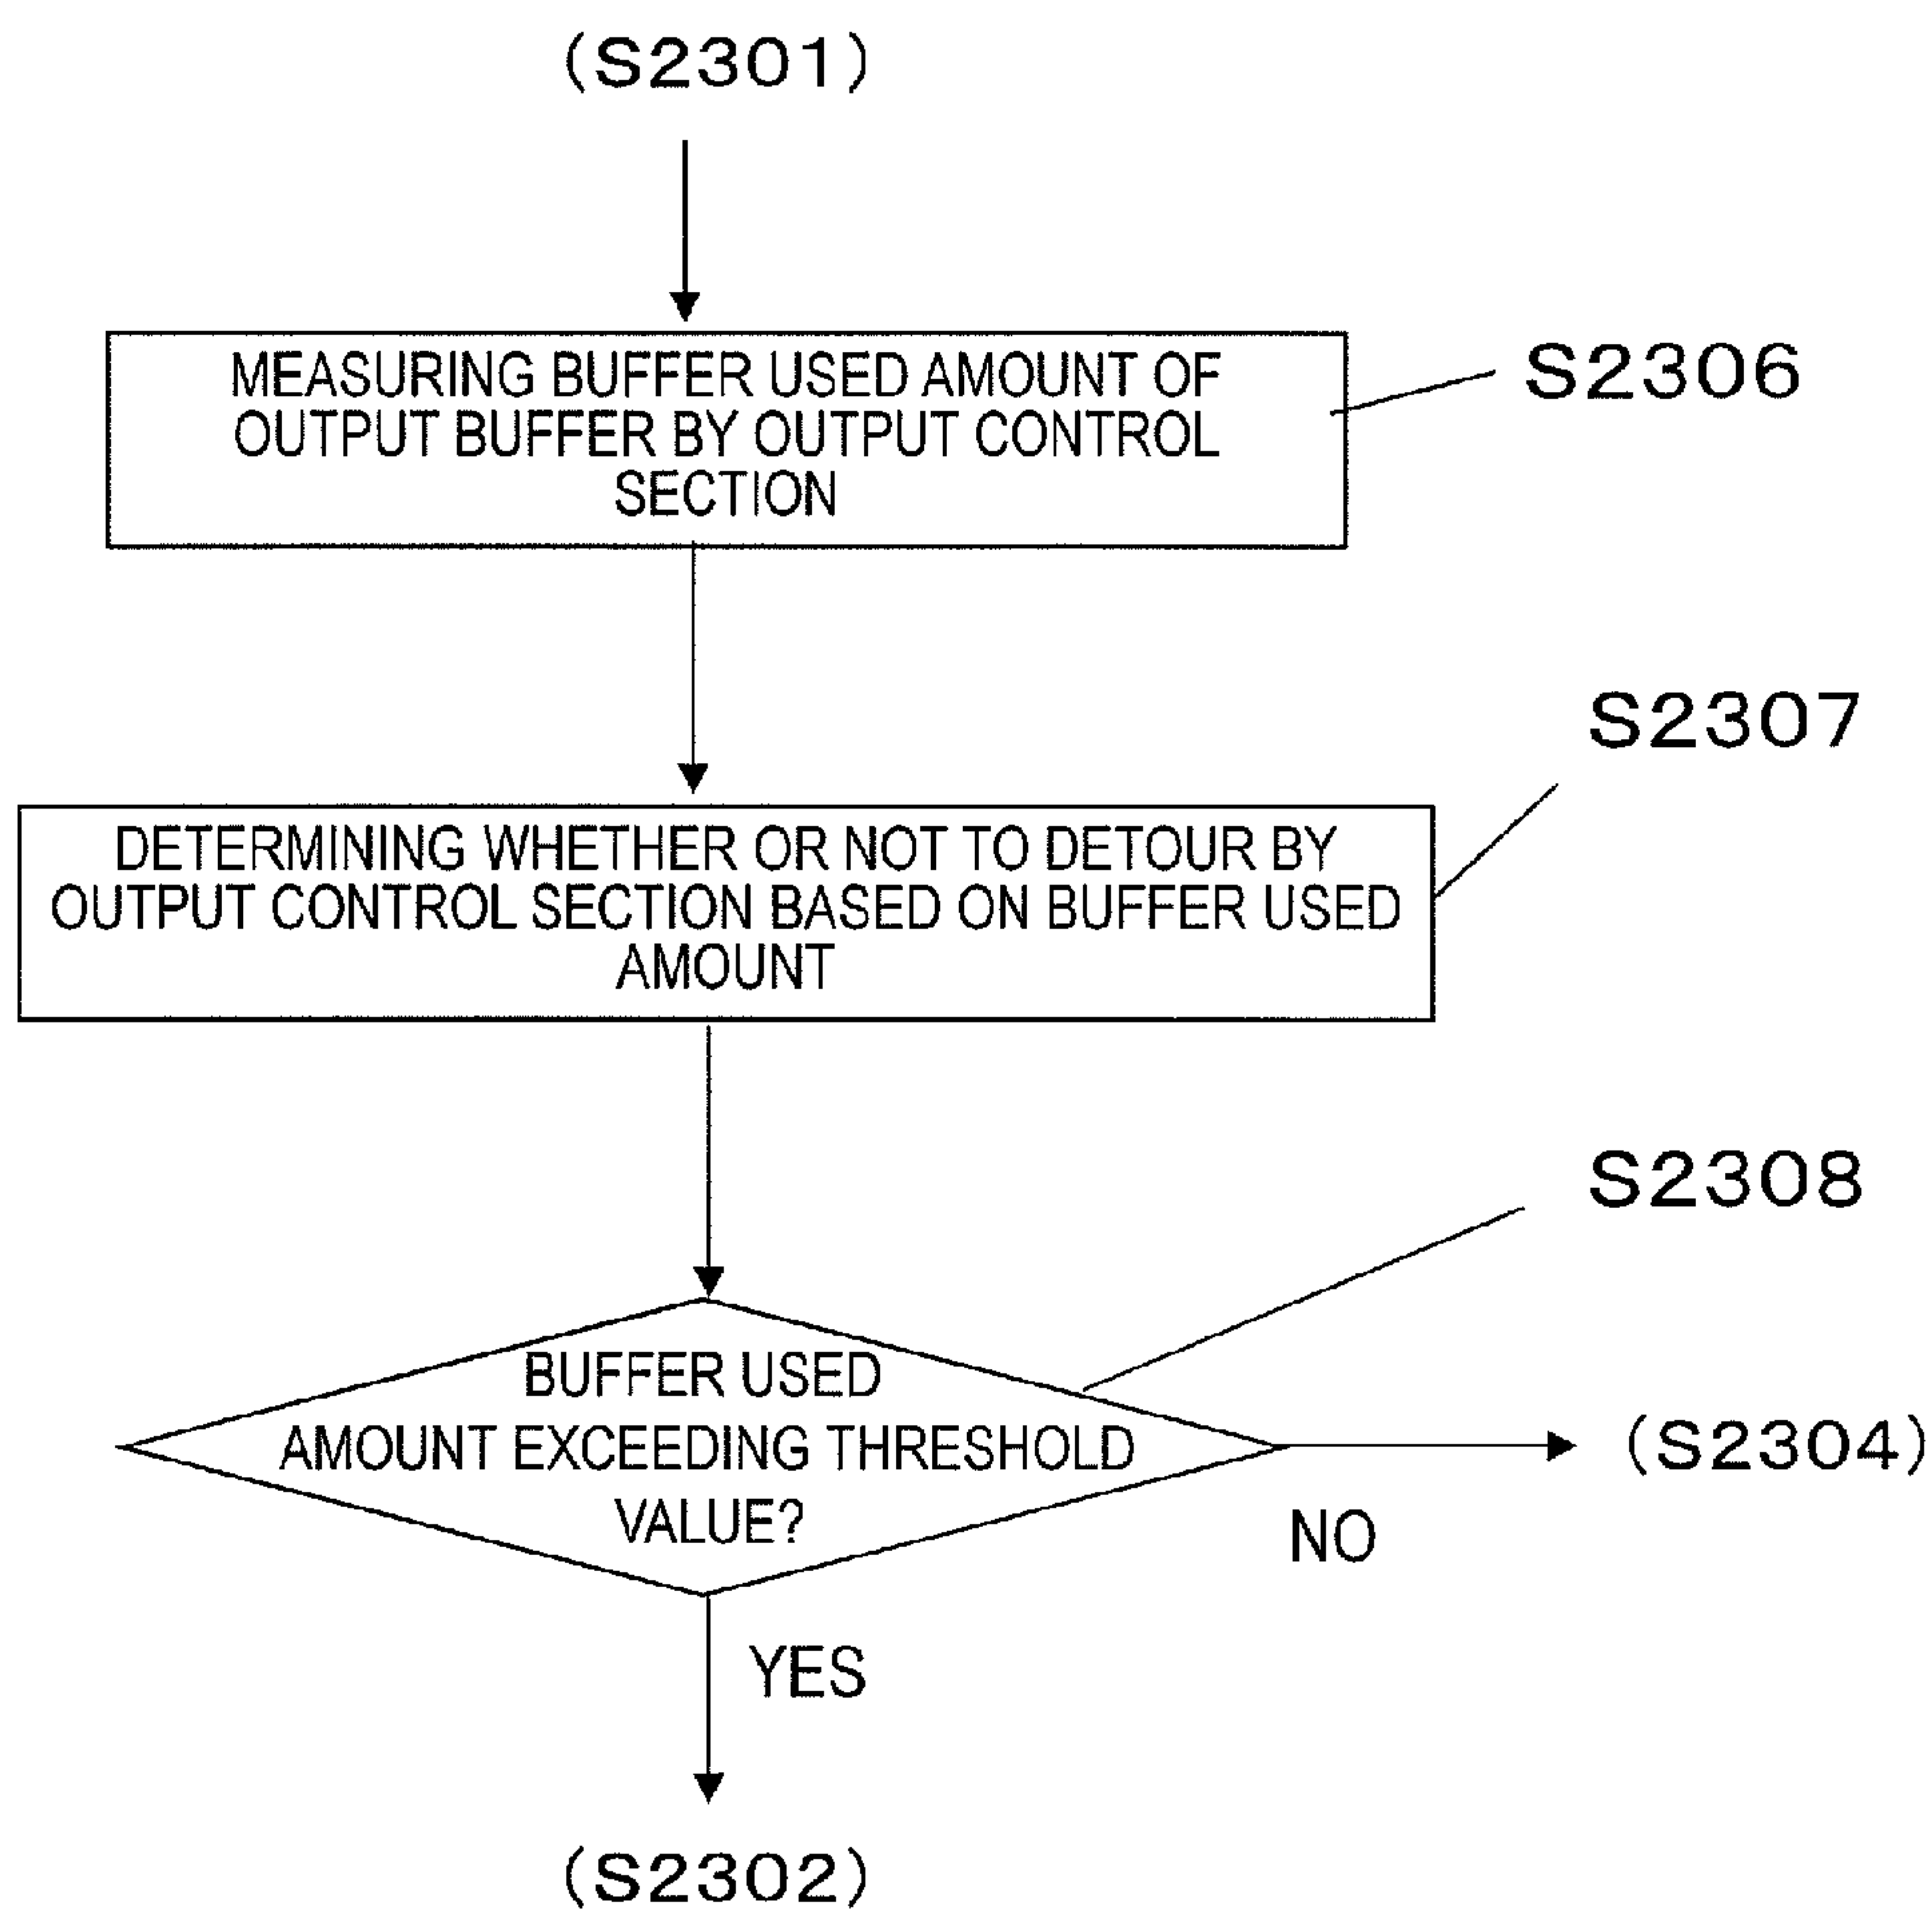 (S2301)
MEASURING BUFFER USED AMOUNT OF
OUTPUT BUFFER BY OUTPUT CONTROL
SECTION
S2306
S2307
DETERMINING WHETHER OR NOT TO DETOUR BY
OUTPUT CONTROL SECTION BASED ON BUFFER USED
AMOUNT
S2308
BUFFER USED
AMOUNT EXCEEDING THRESHOLD
VALUE?
(S2304)
NO
YES
(S2302)